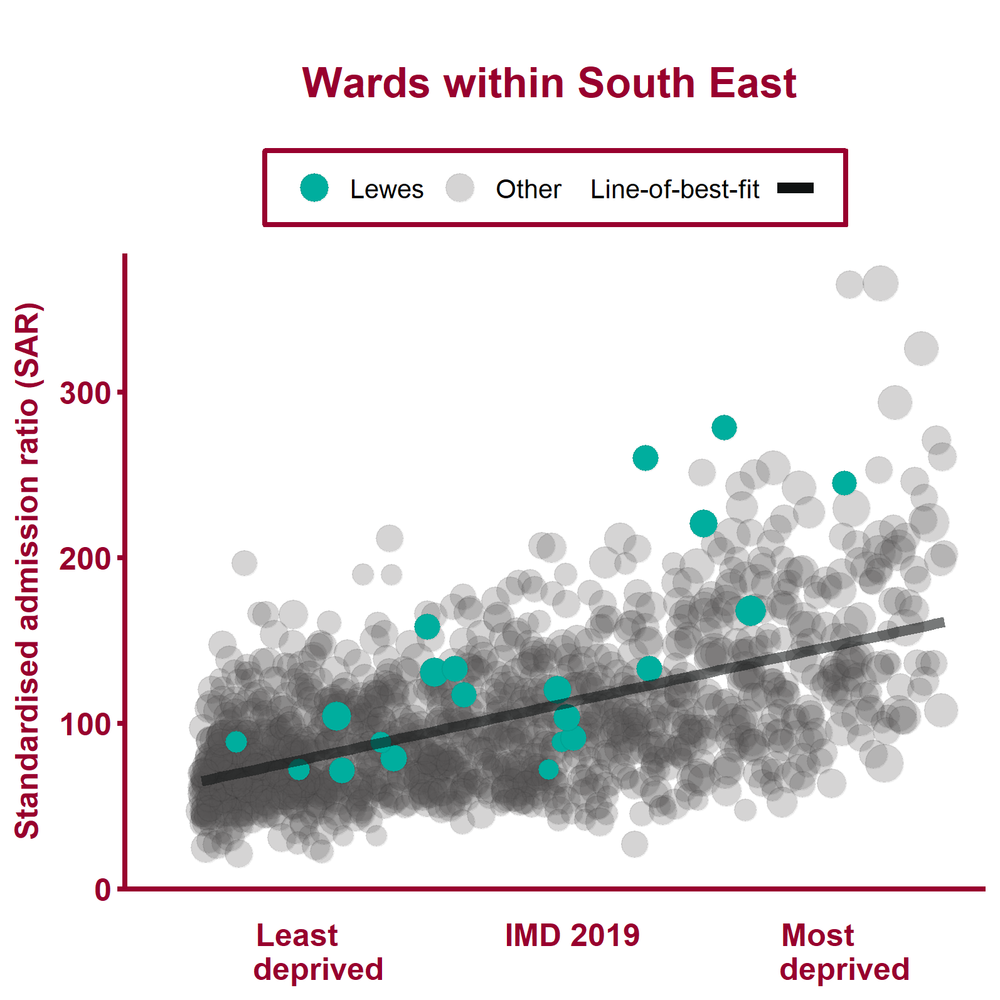 Wards within South East
Lewes Other Line-of-best-fit
Standardised admission ratio (SAR)
300
200
100
0
Least deprived
IMD 2019
Most deprived